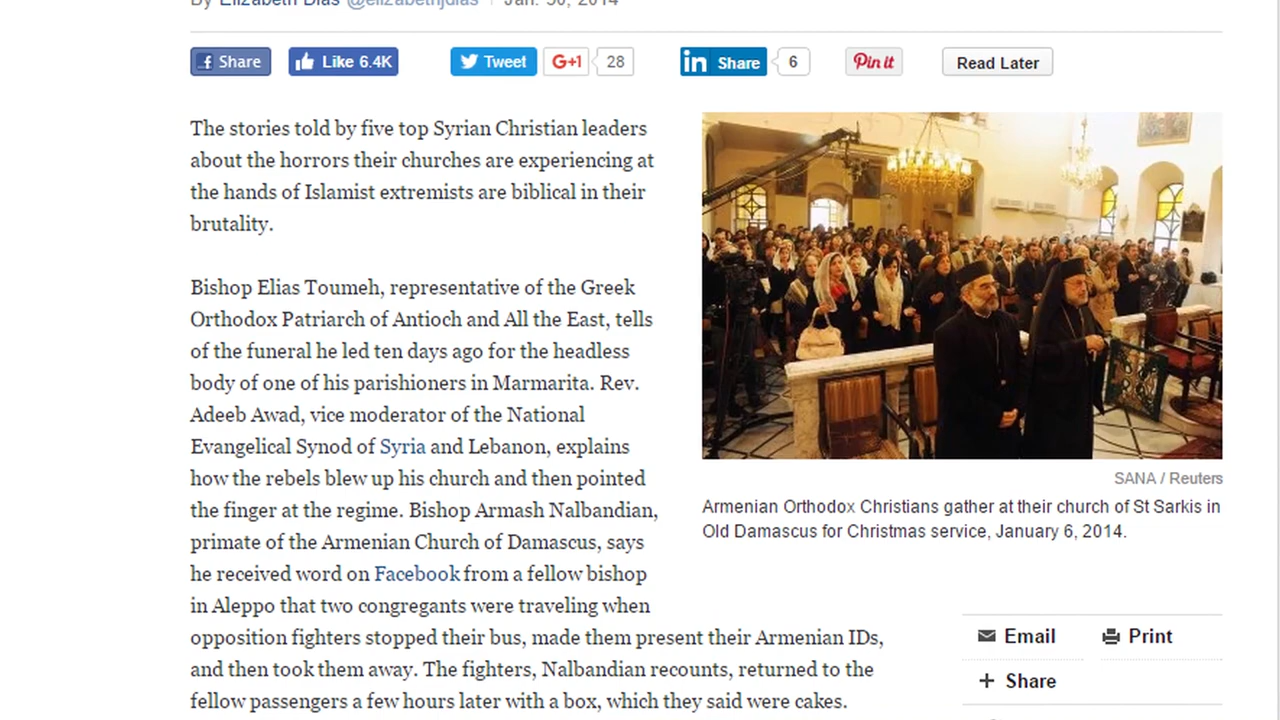 By Elizabeth Dias @elizabethjdias | Jan. 30, 2014
Share
Like 6.4K
Tweet
G+1
28
in Share
6
Pin it
Read Later
The stories told by five top Syrian Christian leaders
about the horrors their churches are experiencing at
the hands of Islamist extremists are biblical in their
brutality.
Bishop Elias Toumeh, representative of the Greek
Orthodox Patriarch of Antioch and All the East, tells
of the funeral he led ten days ago for the headless
body of one of his parishioners in Marmarita. Rev.
Adeeb Awad, vice moderator of the National
Evangelical Synod of Syria and Lebanon, explains
how the rebels blew up his church and then pointed
the finger at the regime. Bishop Armash Nalbandian,
primate of the Armenian Church of Damascus, says
he received word on Facebook from a fellow bishop
in Aleppo that two congregants were traveling when
opposition fighters stopped their bus, made them present their Armenian IDs,
and then took them away. The fighters, Nalbandian recounts, returned to the
fellow passengers a few hours later with a box, which they said were cakes.
SANA / Reuters
Armenian Orthodox Christians gather at their church of St Sarkis in
Old Damascus for Christmas service, January 6, 2014.
Email
Print
+ Share